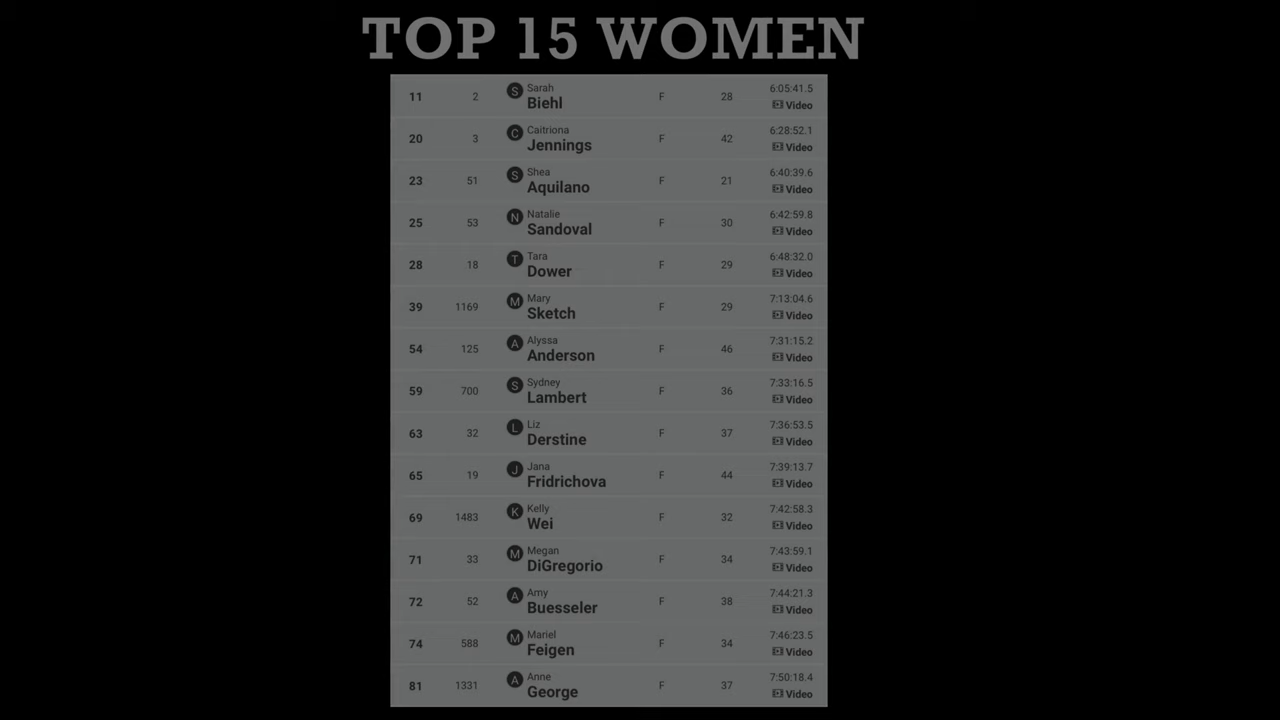 TOP 15 WOMEN
11 2 S Sarah Biehl F 28 6:05:41.5 Video
20 3 C Caitriona Jennings F 42 6:28:52.1 Video
23 51 S Shea Aquilano F 21 6:40:39.6 Video
25 53 N Natalie Sandoval F 30 6:42:59.8 Video
28 18 T Tara Dower F 29 6:48:32.0 Video
39 1169 M Mary Sketch F 29 7:13:04.6 Video
54 125 A Alyssa Anderson F 46 7:31:15.2 Video
59 700 S Sydney Lambert F 36 7:33:16.5 Video
63 32 L Liz Derstine F 37 7:36:53.5 Video
65 19 J Jana Fridrichova F 44 7:39:13.7 Video
69 1483 K Kelly Wei F 32 7:42:58.3 Video
71 33 M Megan DiGregorio F 34 7:43:59.1 Video
72 52 A Amy Buesseler F 38 7:44:21.3 Video
74 588 M Mariel Feigen F 34 7:46:23.5 Video
81 1331 A Anne George F 37 7:50:18.4 Video